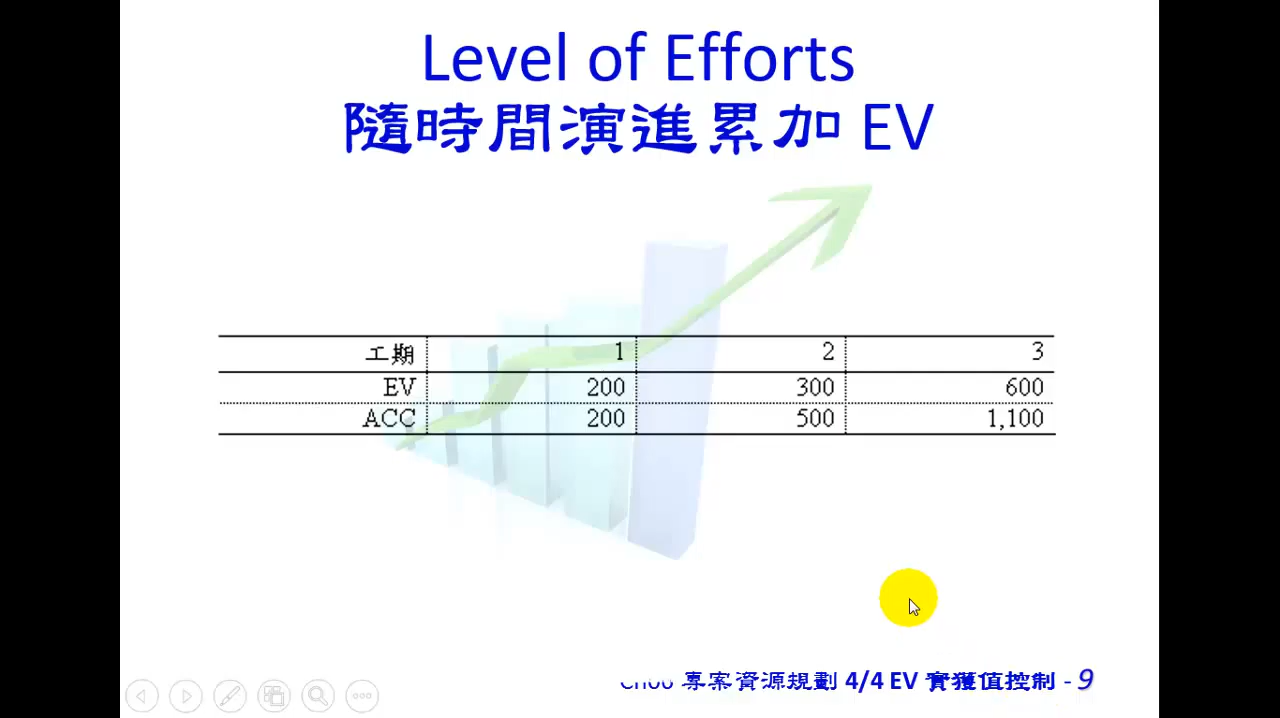 Level of Efforts
隨時間演進累加 EV
工期 1 2 3
EV 200 300 600
ACC 200 500 1,100
Chou 專案資源規劃 4/4 EV 實獲值控制 - 9